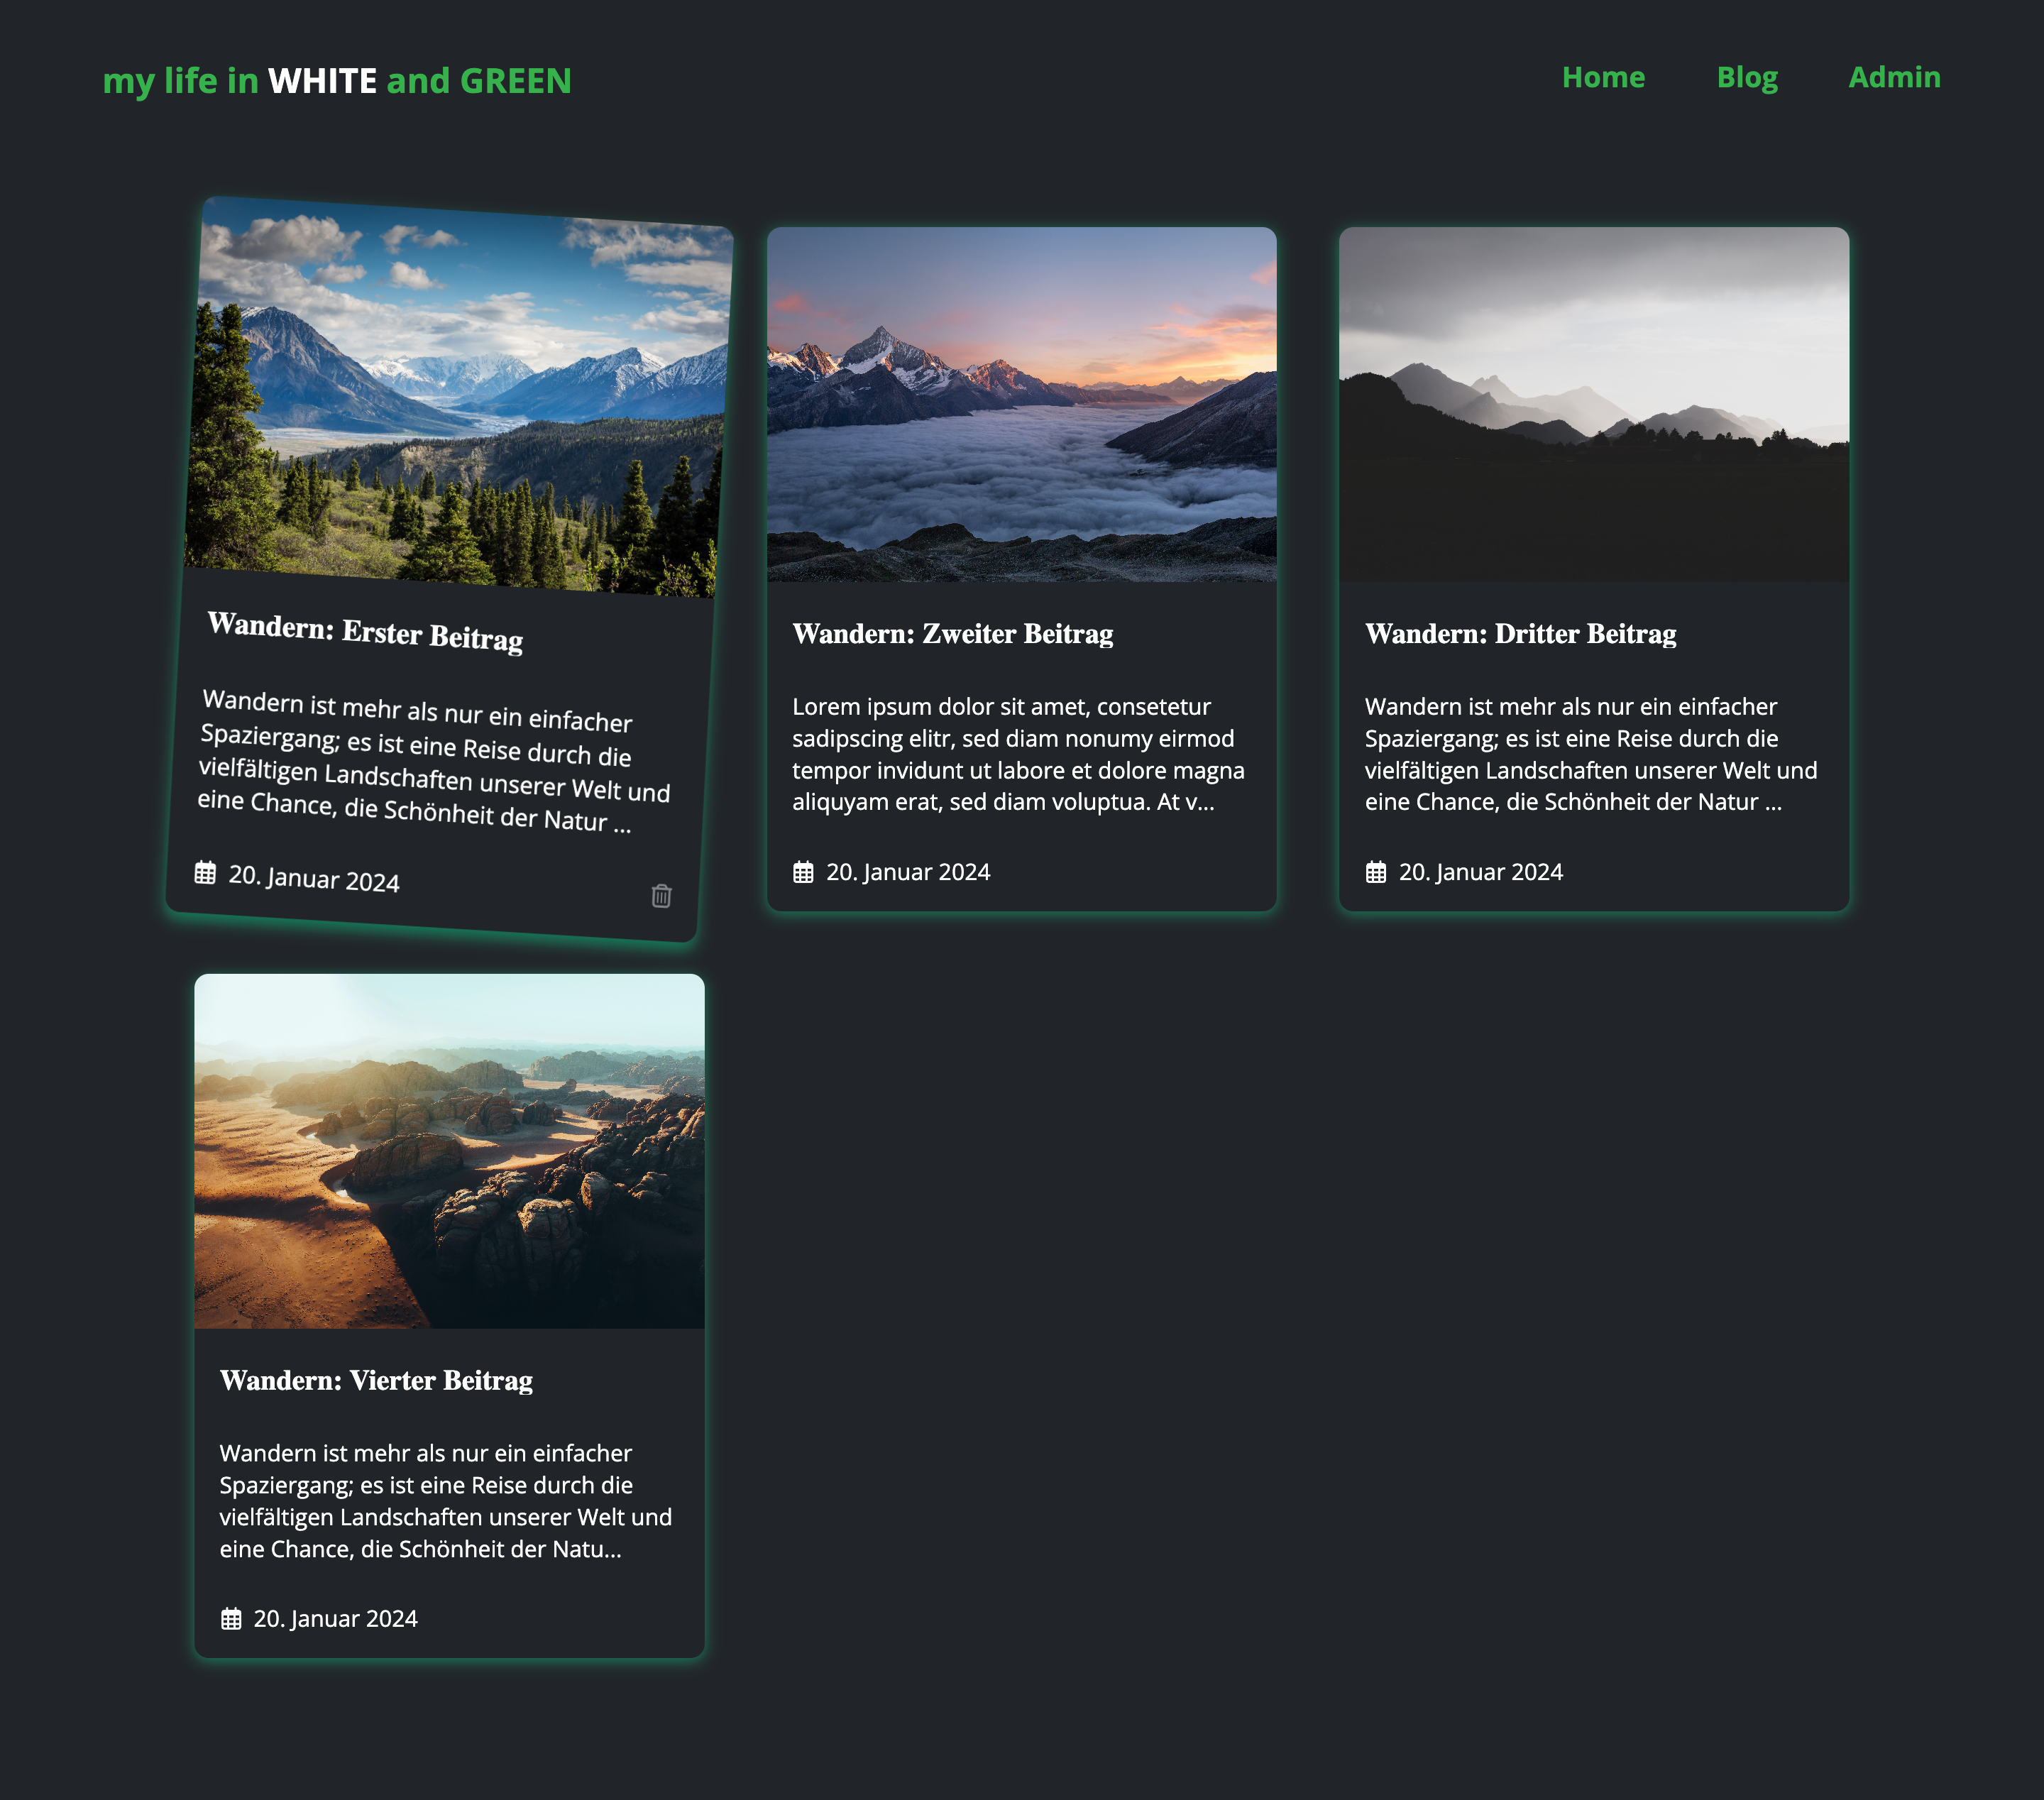 my life in WHITE and GREEN
Home Blog Admin
Wandern: Erster Beitrag
Wandern ist mehr als nur ein einfacher
Spaziergang; es ist eine Reise durch die
vielfältigen Landschaften unserer Welt und
eine Chance, die Schönheit der Natur ...
20. Januar 2024
Wandern: Zweiter Beitrag
Lorem ipsum dolor sit amet, consetetur
sadipscing elitr, sed diam nonumy eirmod
tempor invidunt ut labore et dolore magna
aliquyam erat, sed diam voluptua. At v...
20. Januar 2024
Wandern: Dritter Beitrag
Wandern ist mehr als nur ein einfacher
Spaziergang; es ist eine Reise durch die
vielfältigen Landschaften unserer Welt und
eine Chance, die Schönheit der Natur ...
20. Januar 2024
Wandern: Vierter Beitrag
Wandern ist mehr als nur ein einfacher
Spaziergang; es ist eine Reise durch die
vielfältigen Landschaften unserer Welt und
eine Chance, die Schönheit der Natu...
20. Januar 2024